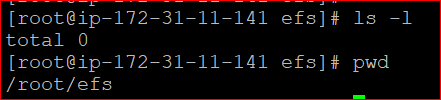 [root@ip-172-31-11-141 efs]# ls -l
total 0
[root@ip-172-31-11-141 efs]# pwd
/root/efs